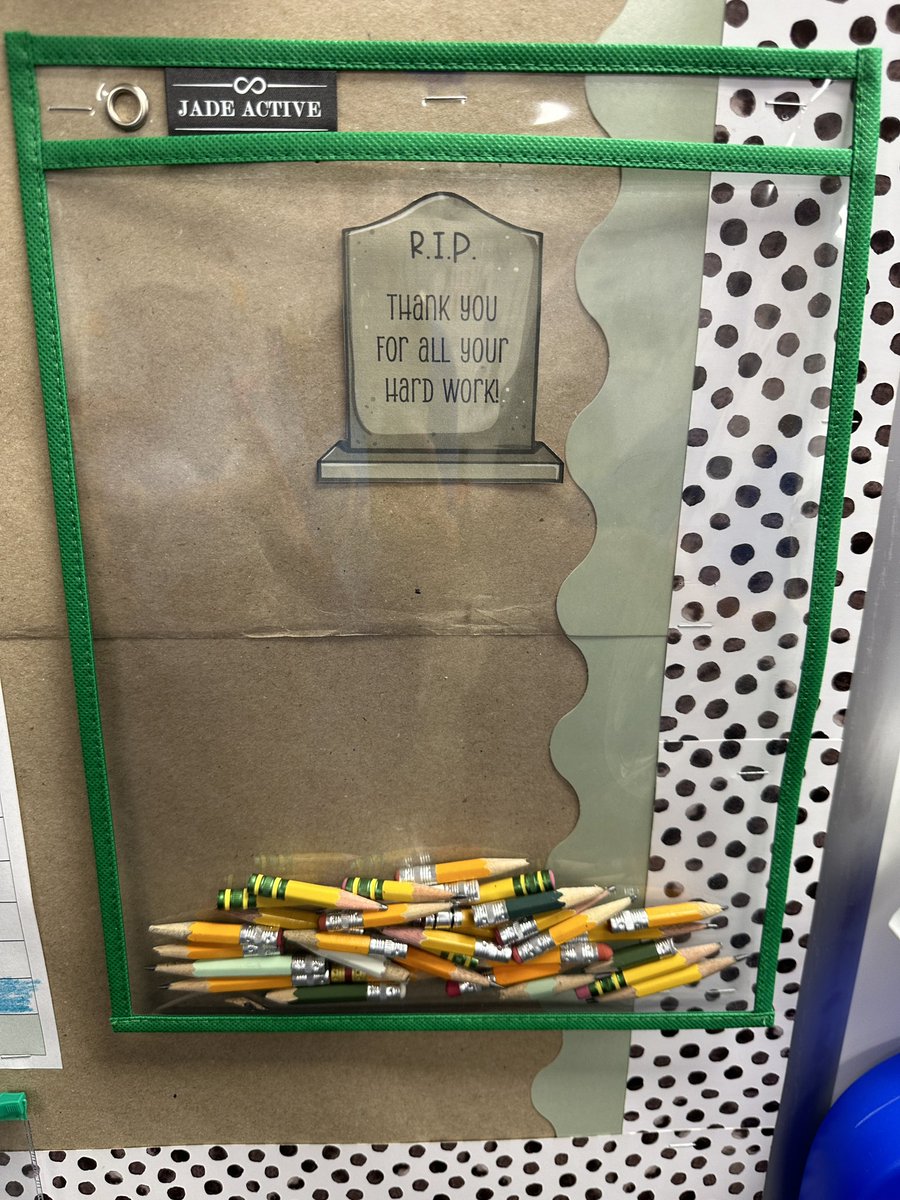 JADE ACTIVE
R.I.P.
THANK YOU
FOR ALL YOUR
HARD WORK!